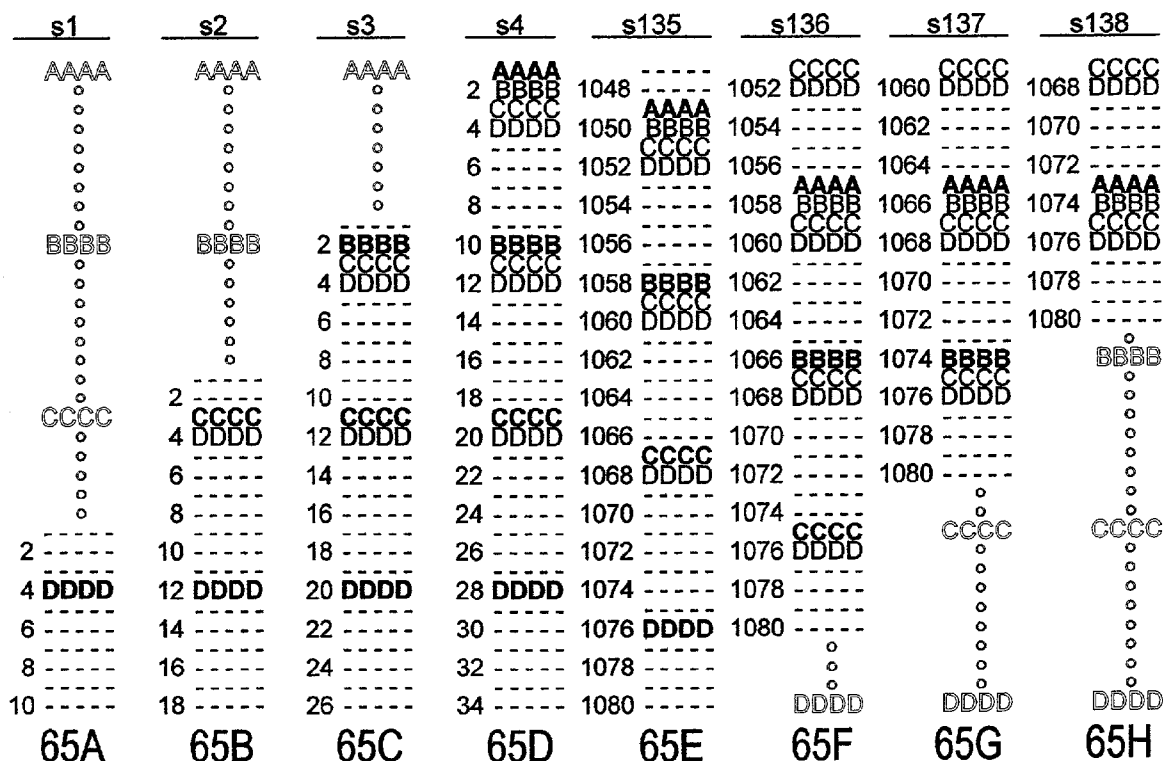 s1
AAAA
BBBB
CCCC
2
4 DDDD
6
8
10
65A
s2
AAAA
BBBB
2
CCCC
4 DDDD
6
8
10
12 DDDD
14
16
18
65B
s3
AAAA
2 BBBB
CCCC
4 DDDD
6
8
10
CCCC
12 DDDD
14
16
18
20 DDDD
22
24
26
65C
s4
AAAA
2 BBBB
CCCC
4 DDDD
6
8
10 BBBB
CCCC
12 DDDD
14
16
18
CCCC
20 DDDD
22
24
26
28 DDDD
30
32
34
65D
s135
1048
AAAA
1050 BBBB
CCCC
1052 DDDD
1054
1056
1058 BBBB
CCCC
1060 DDDD
1062
1064
1066
CCCC
1068 DDDD
1070
1072
1074
1076 DDDD
1078
1080
65E
s136
CCCC
1052 DDDD
1054
1056
AAAA
1058 BBBB
CCCC
1060 DDDD
1062
1064
1066 BBBB
CCCC
1068 DDDD
1070
1072
1074
CCCC
1076 DDDD
1078
1080
DDDD
65F
s137
CCCC
1060 DDDD
1062
1064
AAAA
1066 BBBB
CCCC
1068 DDDD
1070
1072
1074 BBBB
CCCC
1076 DDDD
1078
1080
CCCC
DDDD
65G
s138
CCCC
1068 DDDD
1070
1072
AAAA
1074 BBBB
CCCC
1076 DDDD
1078
1080
BBBB
CCCC
DDDD
65H